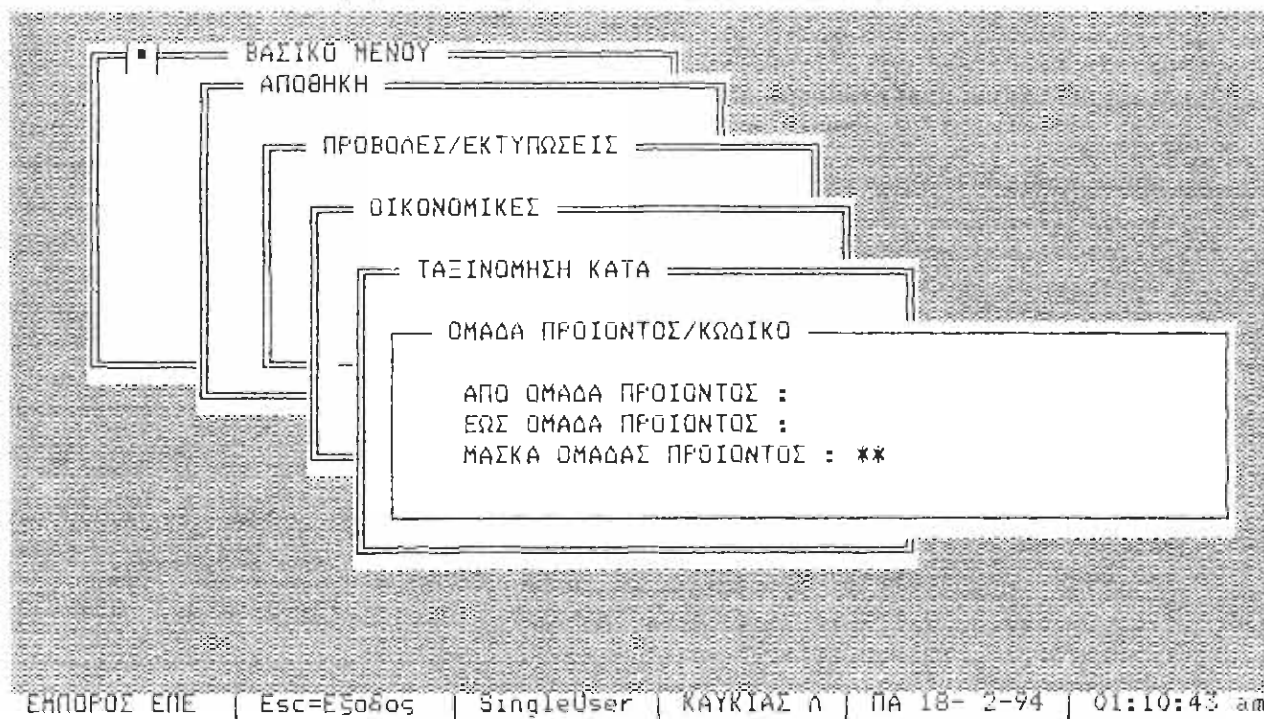 ΒΑΣΙΚΟ ΜΕΝΟΥ
ΑΠΟΘΗΚΗ
ΠΡΟΒΟΛΕΣ/ΕΚΤΥΠΩΣΕΙΣ
ΟΙΚΟΝΟΜΙΚΕΣ
ΤΑΞΙΝΟΜΗΣΗ ΚΑΤΑ
ΟΜΑΔΑ ΠΡΟΙΟΝΤΟΣ/ΚΩΔΙΚΟ
ΑΠΟ ΟΜΑΔΑ ΠΡΟΙΟΝΤΟΣ :
ΕΩΣ ΟΜΑΔΑ ΠΡΟΙΟΝΤΟΣ :
ΜΑΣΚΑ ΟΜΑΔΑΣ ΠΡΟΙΟΝΤΟΣ : **
ΕΜΠΟΡΟΣ ΕΠΕ | Esc=Εξοδος | SingleUser | ΚΑΥΚΙΑΣ Λ | ΠΑ 18- 2-94 | 01:10:43 am